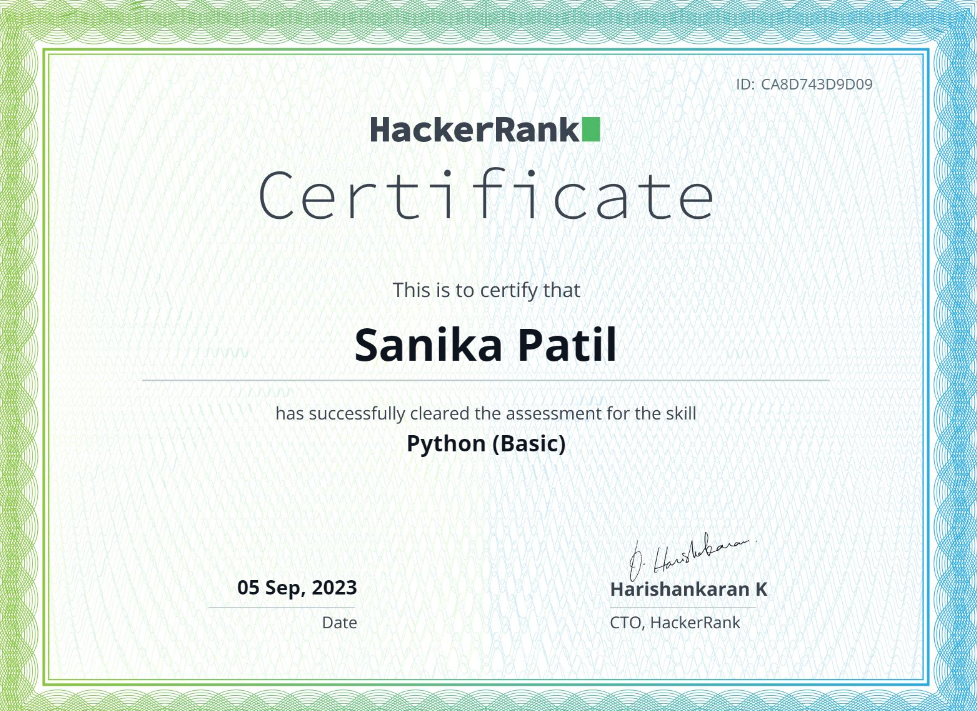 ID: CA8D743D9D09
HackerRank
Certificate
This is to certify that
Sanika Patil
has successfully cleared the assessment for the skill
Python (Basic)
05 Sep, 2023
Date
Harishankaran K
CTO, HackerRank